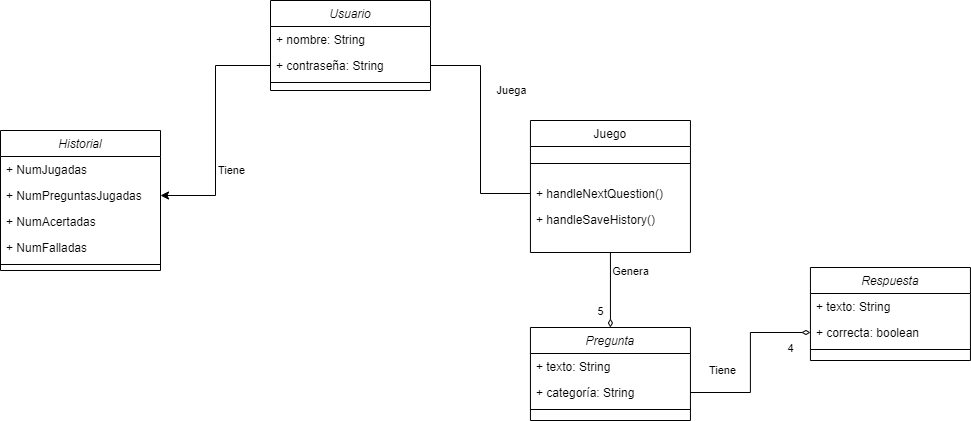 Usuario
+ nombre: String
+ contraseña: String
Juega
Tiene
Historial
+ NumJugadas
+ NumPreguntasJugadas
+ NumAcertadas
+ NumFalladas
Juego
+ handleNextQuestion()
+ handleSaveHistory()
Genera
5
Pregunta
+ texto: String
+ categoría: String
Tiene
4
Respuesta
+ texto: String
+ correcta: boolean